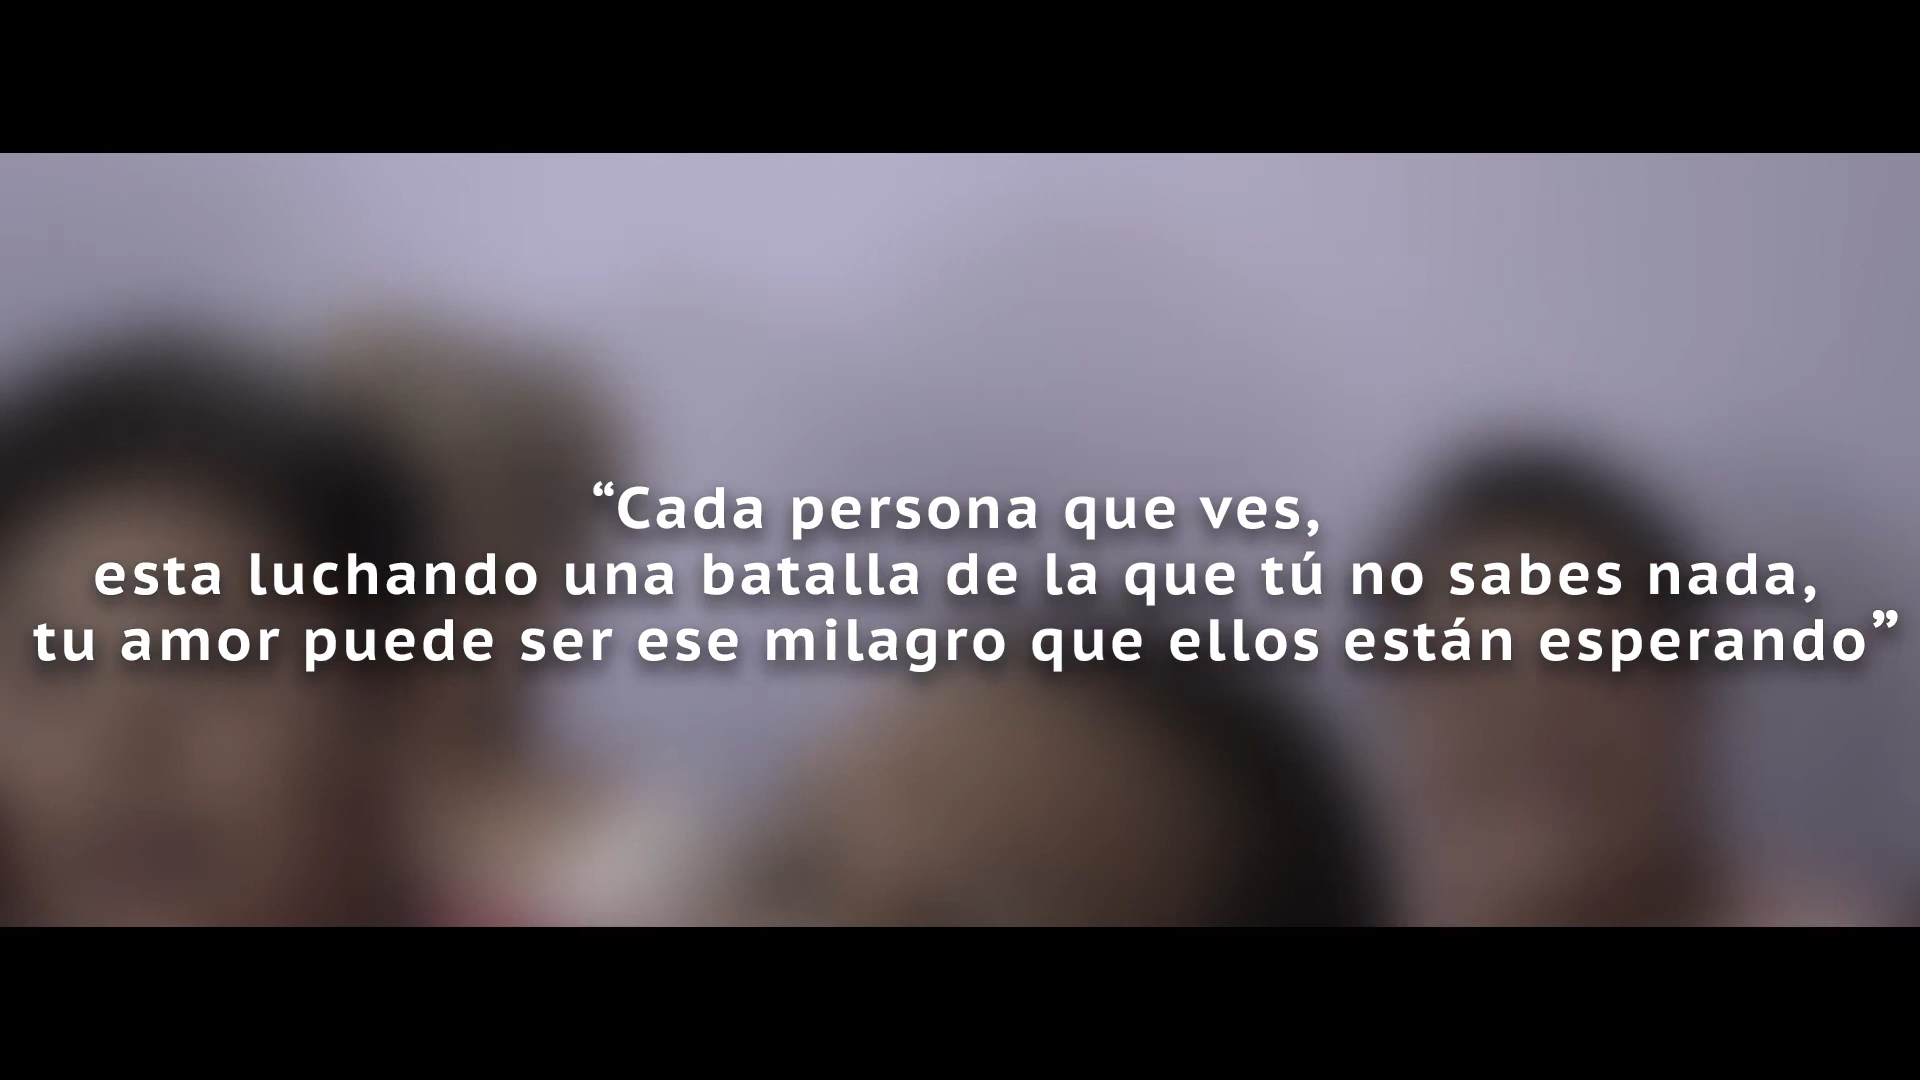 “Cada persona que ves,
esta luchando una batalla de la que tú no sabes nada,
tu amor puede ser ese milagro que ellos están esperando”